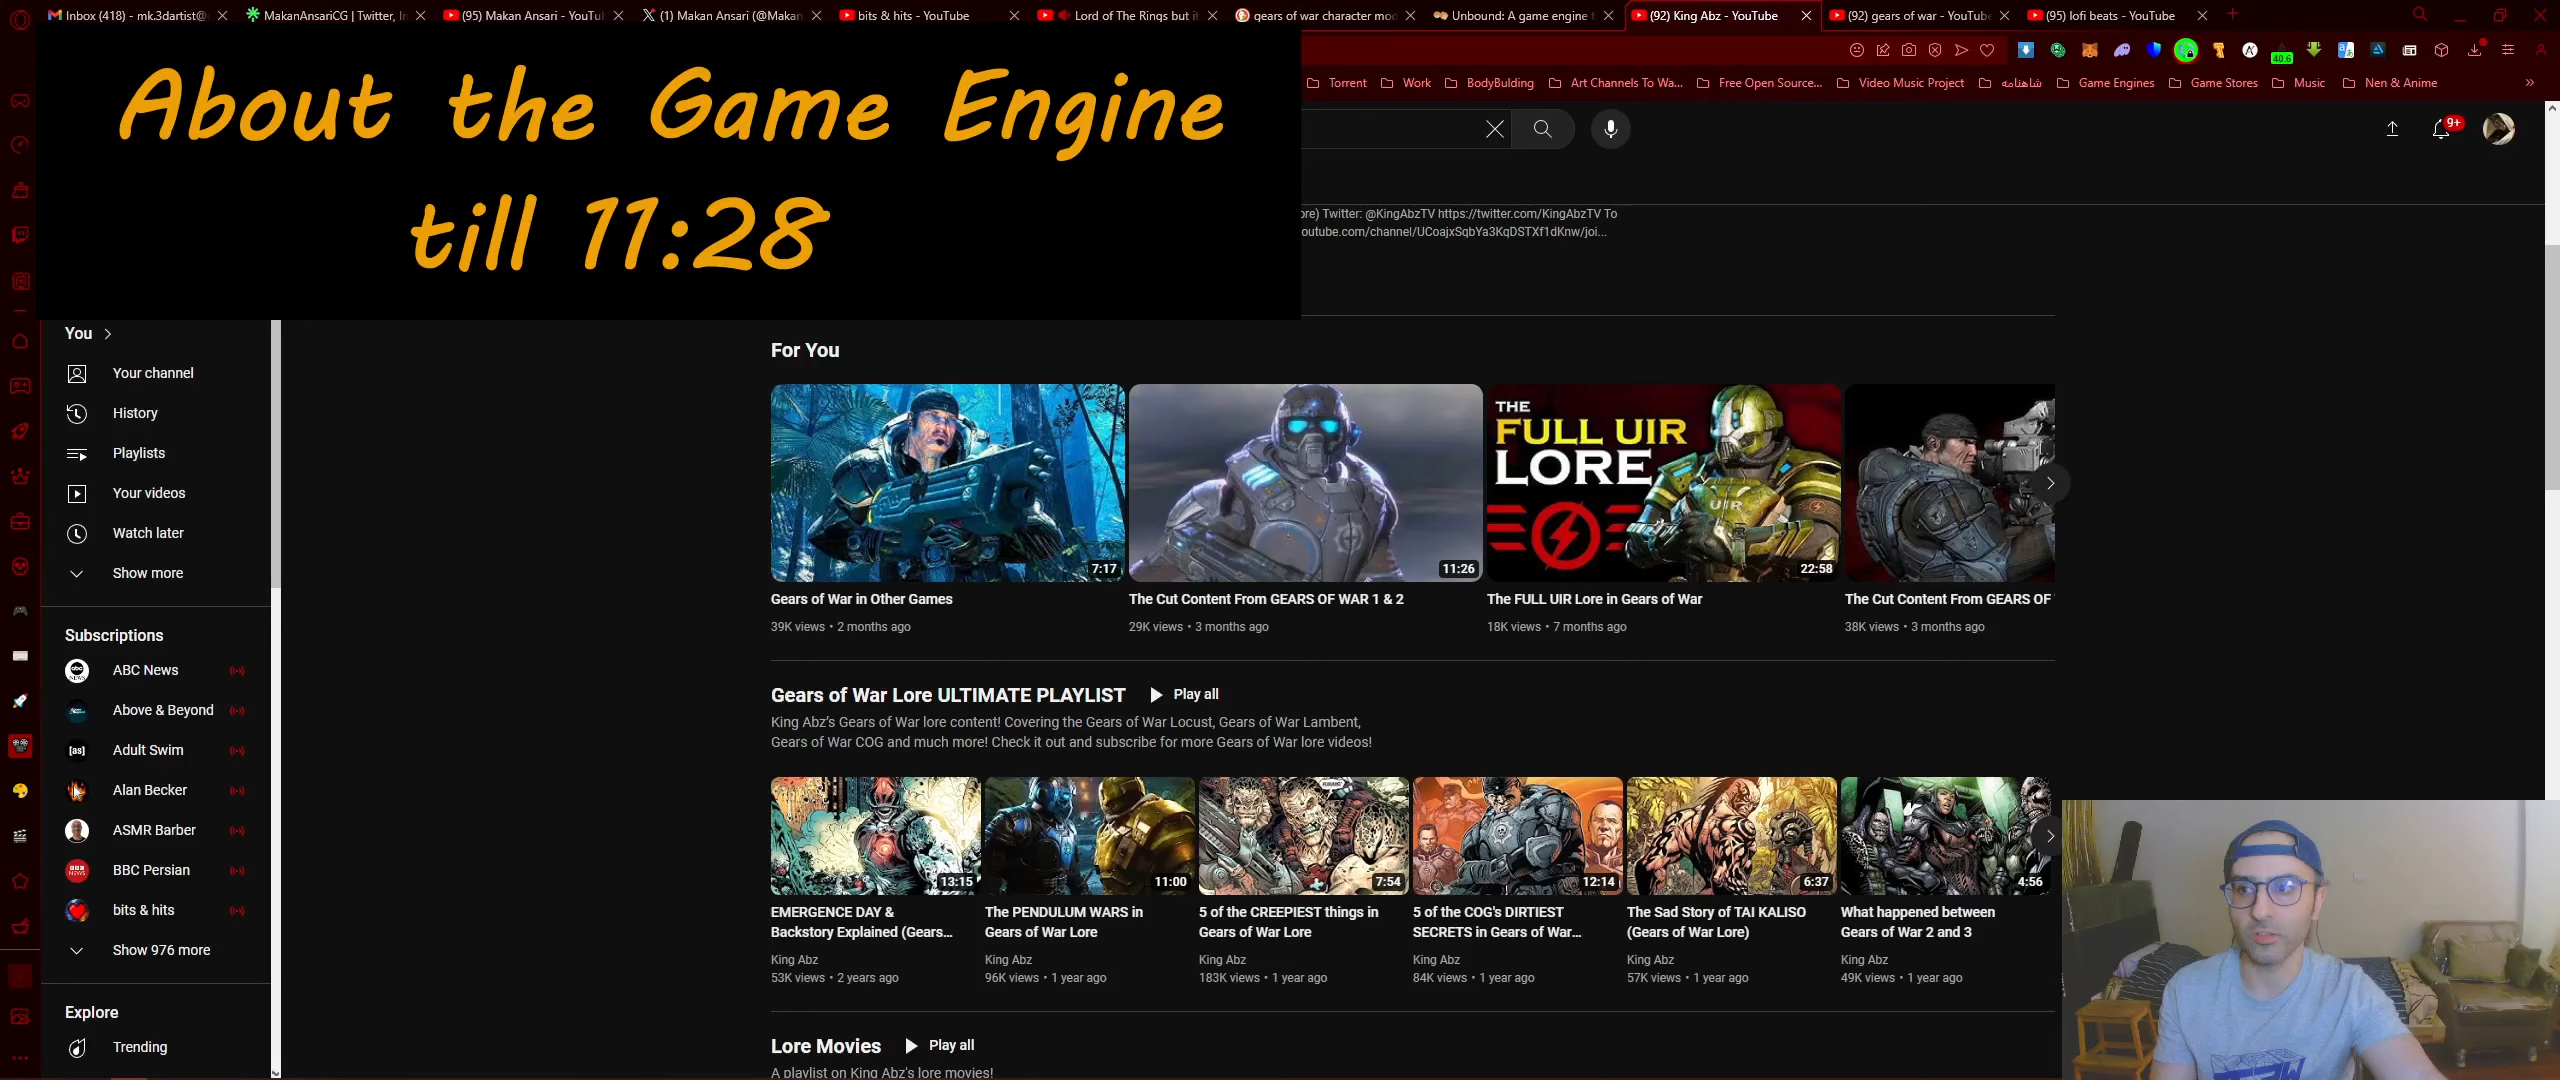 Inbox (418) - mk.3dartist@
MakanAnsariCG | Twitter, In
(95) Makan Ansari - YouTu
(1) Makan Ansari (@Makan
bits & hits - YouTube
Lord of The Rings but it
gears of war character mod
Unbound: A game engine t
(92) King Abz - YouTube
(92) gears of war - YouTube
(95) lofi beats - YouTube
40.6
Torrent
Work
BodyBulding
Art Channels To Wa...
Free Open Source...
Video Music Project
شاهنامه
Game Engines
Game Stores
Music
Nen & Anime
About the Game Engine
till 11:28
9+
ore) Twitter: @KingAbzTV https://twitter.com/KingAbzTV To
outube.com/channel/UCoajxSqbYa3KqDSTXf1dKnw/joi...
You
Your channel
History
Playlists
Your videos
Watch later
Show more
Subscriptions
ABC News
Above & Beyond
Adult Swim
[as]
Alan Becker
ASMR Barber
BBC Persian
bits & hits
Show 976 more
Explore
Trending
For You
7:17
11:26
THE
FULL UIR
LORE
UIR
22:58
Gears of War in Other Games
39K views • 2 months ago
The Cut Content From GEARS OF WAR 1 & 2
29K views • 3 months ago
The FULL UIR Lore in Gears of War
18K views • 7 months ago
The Cut Content From GEARS OF
38K views • 3 months ago
Gears of War Lore ULTIMATE PLAYLIST
Play all
King Abz's Gears of War lore content! Covering the Gears of War Locust, Gears of War Lambent,
Gears of War COG and much more! Check it out and subscribe for more Gears of War lore videos!
13:15
11:00
7:54
12:14
6:37
4:56
EMERGENCE DAY &
Backstory Explained (Gears...
King Abz
53K views • 2 years ago
The PENDULUM WARS in
Gears of War Lore
King Abz
96K views • 1 year ago
5 of the CREEPIEST things in
Gears of War Lore
King Abz
183K views • 1 year ago
5 of the COG's DIRTIEST
SECRETS in Gears of War...
King Abz
84K views • 1 year ago
The Sad Story of TAI KALISO
(Gears of War Lore)
King Abz
57K views • 1 year ago
What happened between
Gears of War 2 and 3
King Abz
49K views • 1 year ago
Lore Movies
Play all
A playlist on King Abz's lore movies!